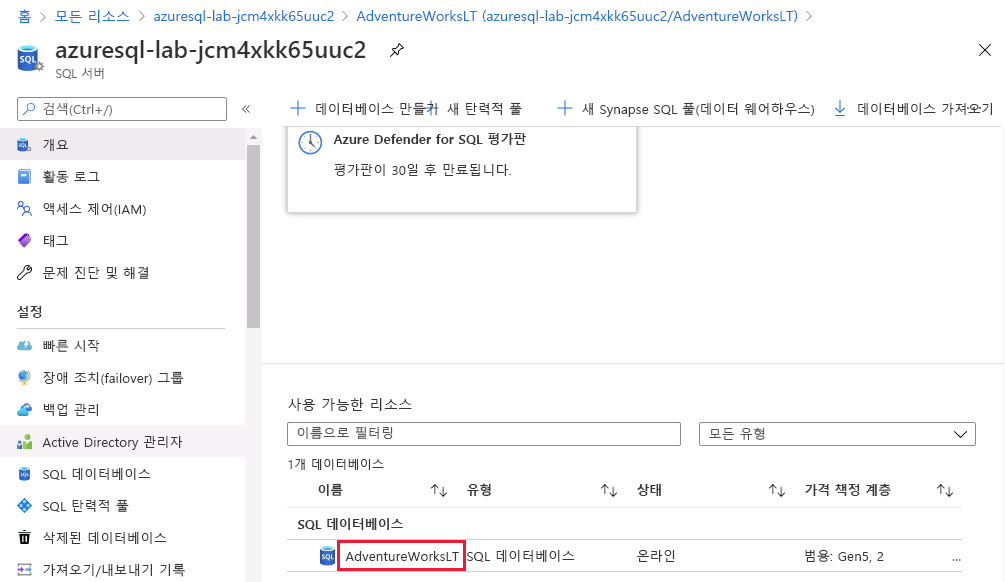 홈 > 모든 리소스 > azuresql-lab-jcm4xkk65uuc2 > AdventureWorksLT (azuresql-lab-jcm4xkk65uuc2/AdventureWorksLT) >
azuresql-lab-jcm4xkk65uuc2
SQL
SQL 서버
검색(Ctrl+/)
«
데이터베이스 만들기
새 탄력적 풀
새 Synapse SQL 풀(데이터 웨어하우스)
데이터베이스 가져오기
개요
활동 로그
액세스 제어(IAM)
태그
문제 진단 및 해결
설정
빠른 시작
장애 조치(failover) 그룹
백업 관리
Active Directory 관리자
SQL 데이터베이스
SQL 탄력적 풀
삭제된 데이터베이스
가져오기/내보내기 기록
Azure Defender for SQL 평가판
평가판이 30일 후 만료됩니다.
사용 가능한 리소스
이름으로 필터링
모든 유형
1개 데이터베이스
이름 유형 상태 가격 책정 계층
SQL 데이터베이스
SQL AdventureWorksLT SQL 데이터베이스 온라인 범용: Gen5, 2 ...